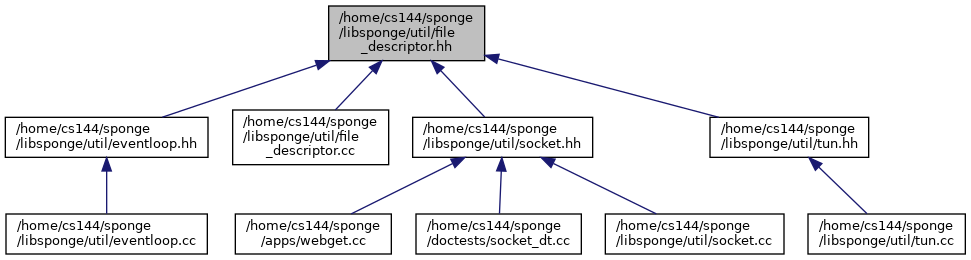 /home/cs144/sponge
/libsponge/util/file
_descriptor.hh
/home/cs144/sponge
/libsponge/util/eventloop.hh
/home/cs144/sponge
/libsponge/util/file
_descriptor.cc
/home/cs144/sponge
/libsponge/util/socket.hh
/home/cs144/sponge
/libsponge/util/tun.hh
/home/cs144/sponge
/libsponge/util/eventloop.cc
/home/cs144/sponge
/apps/webget.cc
/home/cs144/sponge
/doctests/socket_dt.cc
/home/cs144/sponge
/libsponge/util/socket.cc
/home/cs144/sponge
/libsponge/util/tun.cc